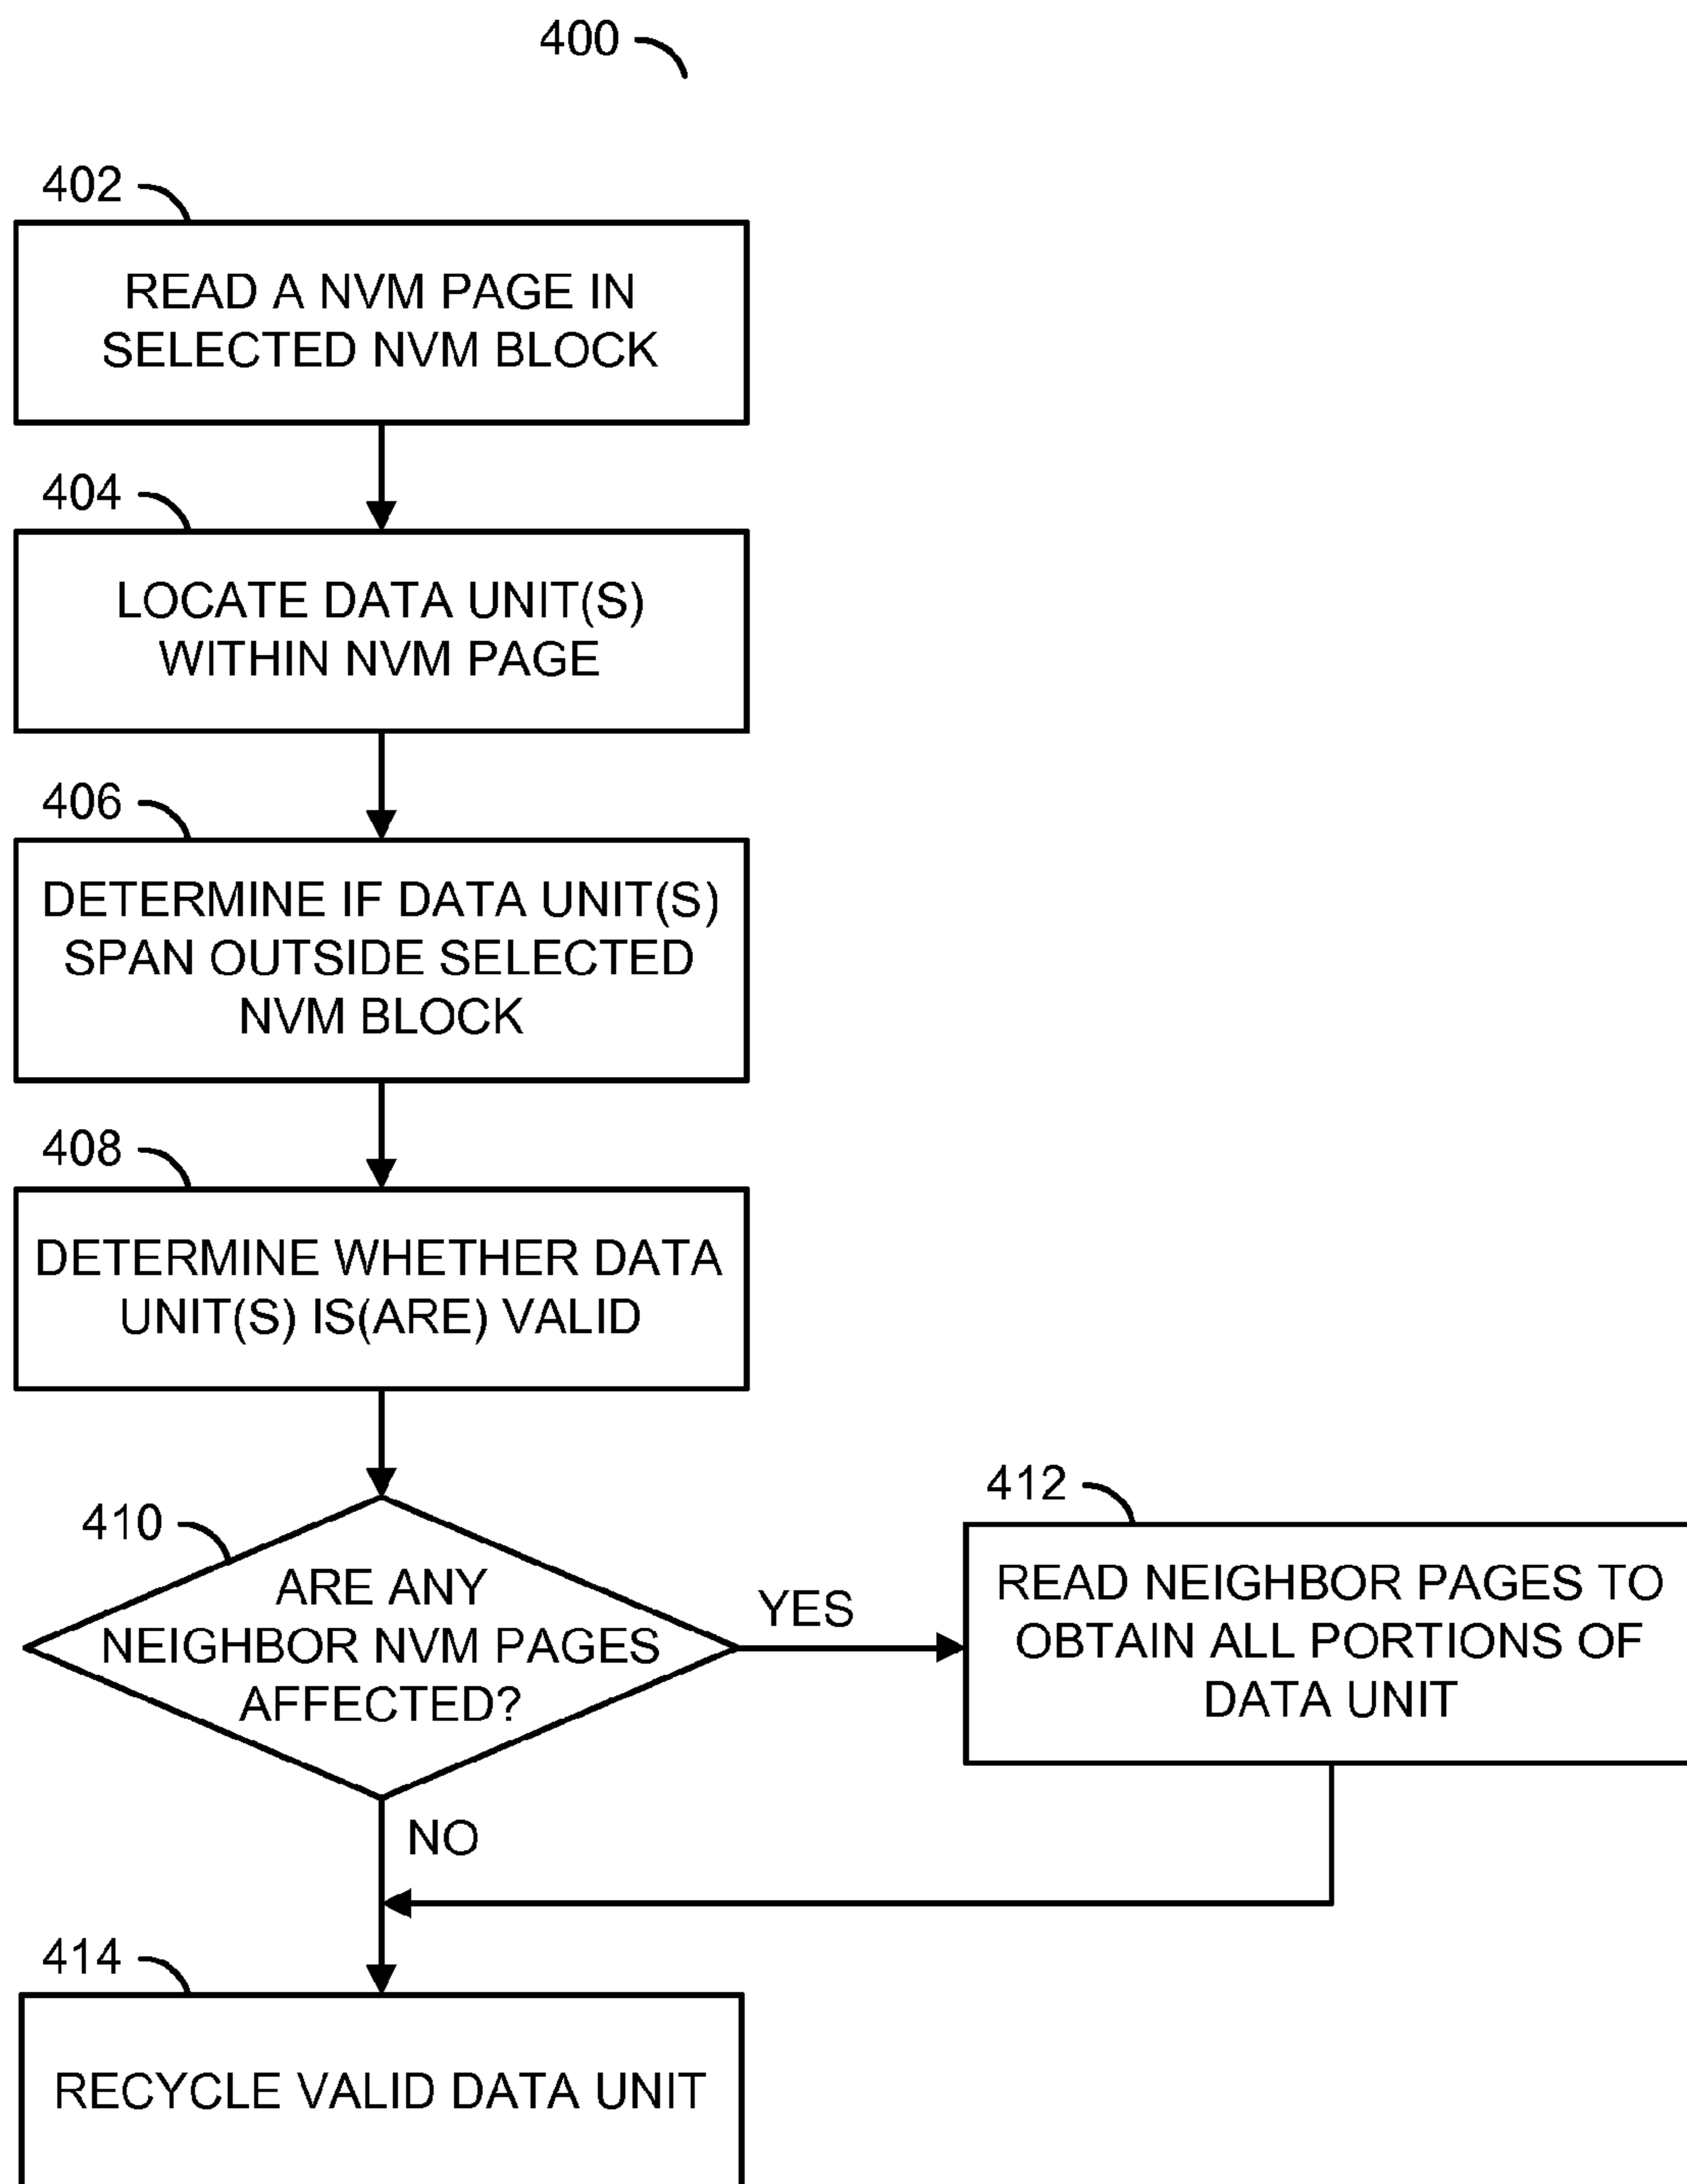 400
402
READ A NVM PAGE IN
SELECTED NVM BLOCK
404
LOCATE DATA UNIT(S)
WITHIN NVM PAGE
406
DETERMINE IF DATA UNIT(S)
SPAN OUTSIDE SELECTED
NVM BLOCK
408
DETERMINE WHETHER DATA
UNIT(S) IS(ARE) VALID
410
ARE ANY
NEIGHBOR NVM PAGES
AFFECTED?
YES
412
READ NEIGHBOR PAGES TO
OBTAIN ALL PORTIONS OF
DATA UNIT
NO
414
RECYCLE VALID DATA UNIT